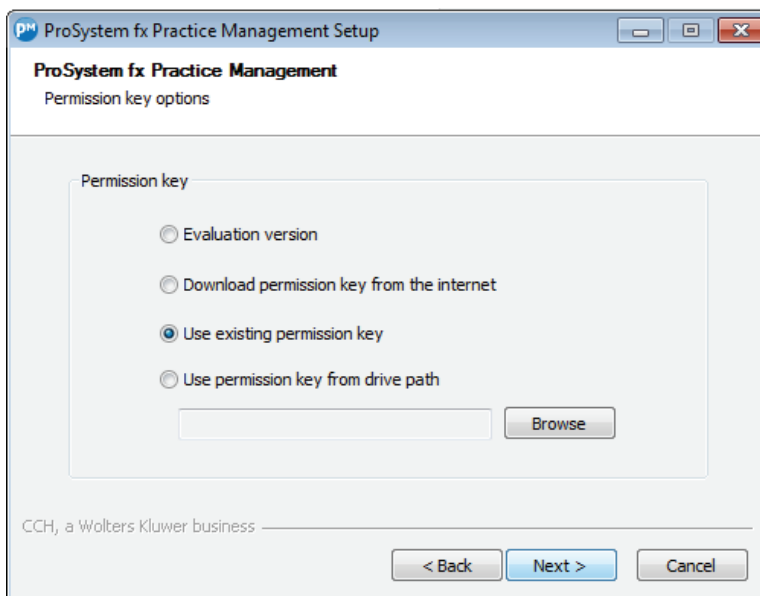 PM ProSystem fx Practice Management Setup
ProSystem fx Practice Management
Permission key options
Permission key
Evaluation version
Download permission key from the internet
Use existing permission key
Use permission key from drive path
Browse
CCH, a Wolters Kluwer business
< Back Next > Cancel